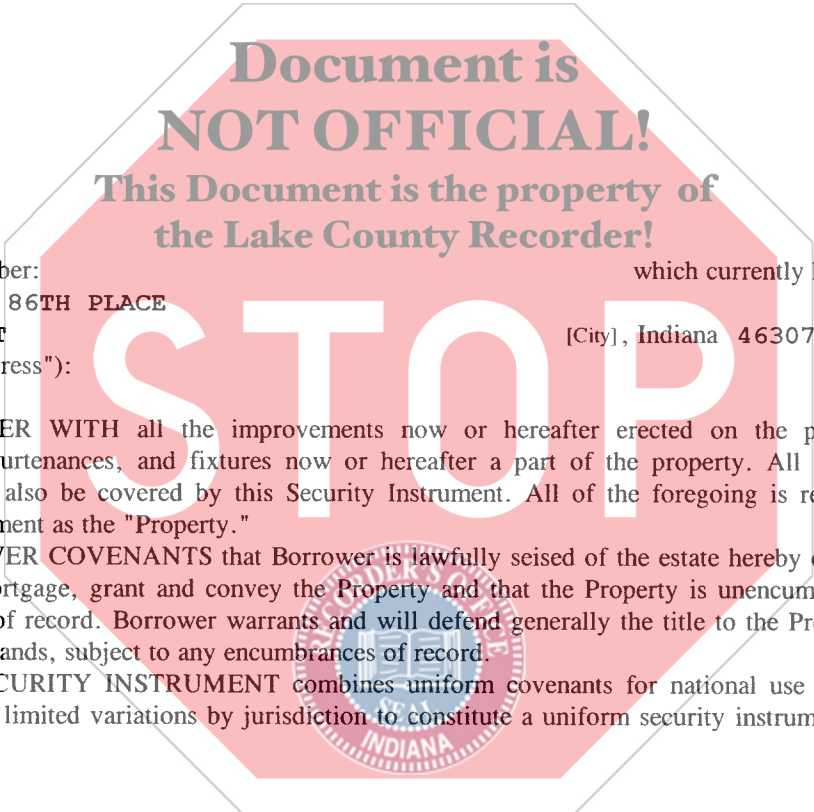 Document is
NOT OFFICIAL!
This Document is the property of
the Lake County Recorder!
ber: which currently
86TH PLACE
T [City], Indiana 46307
ress"):
STOP
ER WITH all the improvements now or hereafter erected on the p
urtenances, and fixtures now or hereafter a part of the property. All
also be covered by this Security Instrument. All of the foregoing is re
ment as the "Property."
VER COVENANTS that Borrower is lawfully seised of the estate hereby
ortgage, grant and convey the Property and that the Property is unencum
of record. Borrower warrants and will defend generally the title to the Pr
ands, subject to any encumbrances of record.
CURITY INSTRUMENT combines uniform covenants for national use
limited variations by jurisdiction to constitute a uniform security instrum
RECORDER'S OFFICE
SEAL
INDIANA